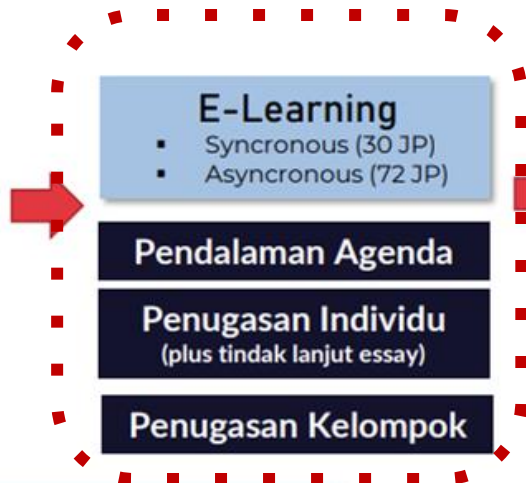 E-Learning
▪ Syncronous (30 JP)
▪ Asyncronous (72 JP)
Pendalaman Agenda
Penugasan Individu
(plus tindak lanjut essay)
Penugasan Kelompok